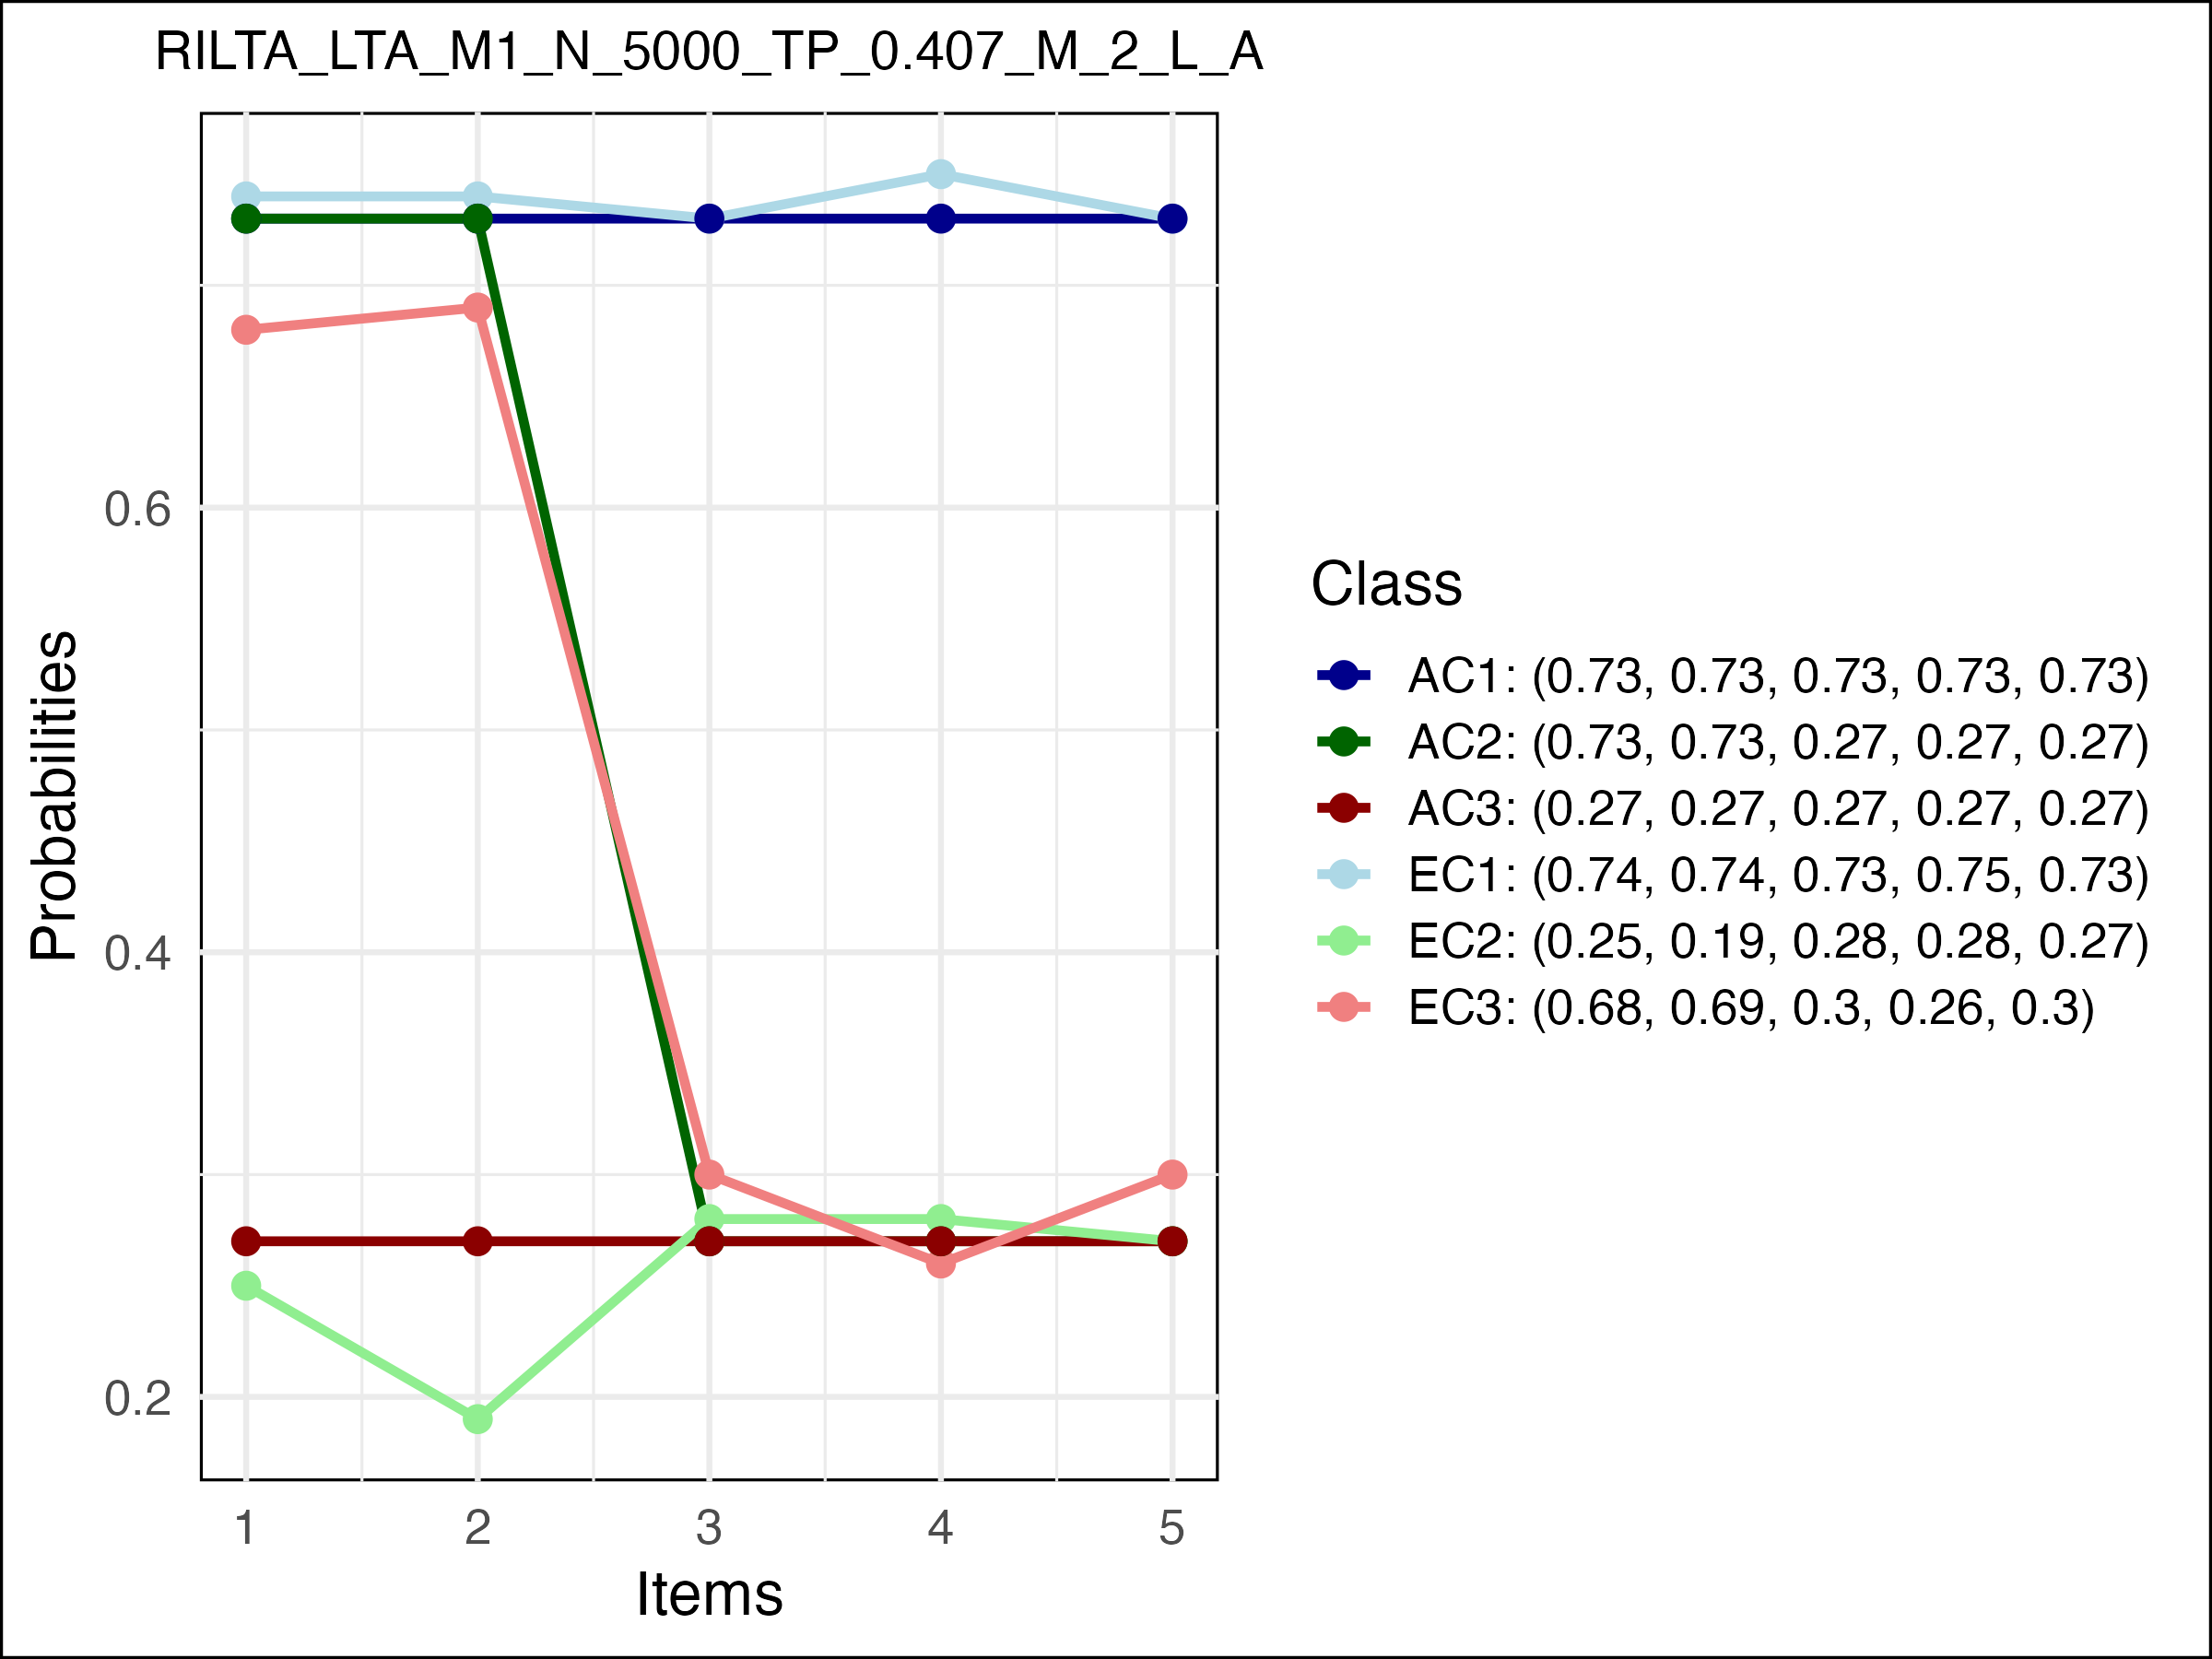 RILTA_LTA_M1_N_5000_TP_0.407_M_2_L_A
Probabilities
0.6
0.4
0.2
1 2 3 4 5
Items
Class
AC1: (0.73, 0.73, 0.73, 0.73, 0.73)
AC2: (0.73, 0.73, 0.27, 0.27, 0.27)
AC3: (0.27, 0.27, 0.27, 0.27, 0.27)
EC1: (0.74, 0.74, 0.73, 0.75, 0.73)
EC2: (0.25, 0.19, 0.28, 0.28, 0.27)
EC3: (0.68, 0.69, 0.3, 0.26, 0.3)